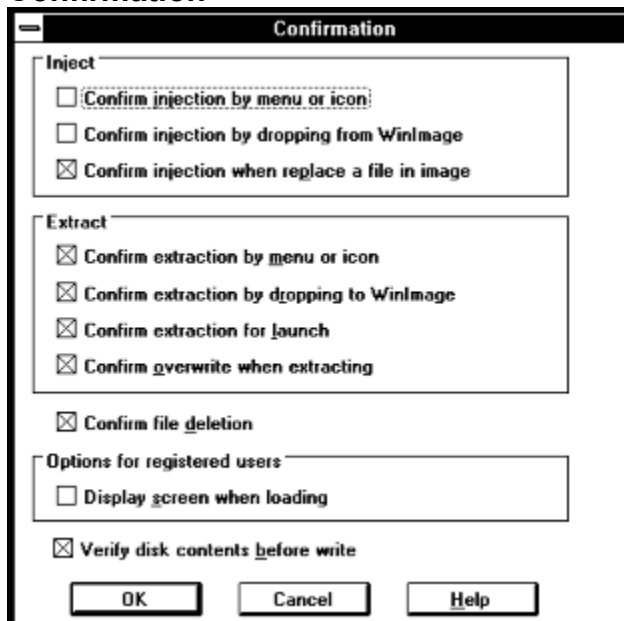 Confirmation
Confirmation
Inject
Confirm injection by menu or icon
Confirm injection by dropping from WinImage
Confirm injection when replace a file in image
Extract
Confirm extraction by menu or icon
Confirm extraction by dropping to WinImage
Confirm extraction for launch
Confirm overwrite when extracting
Confirm file deletion
Options for registered users
Display screen when loading
Verify disk contents before write
OK Cancel Help